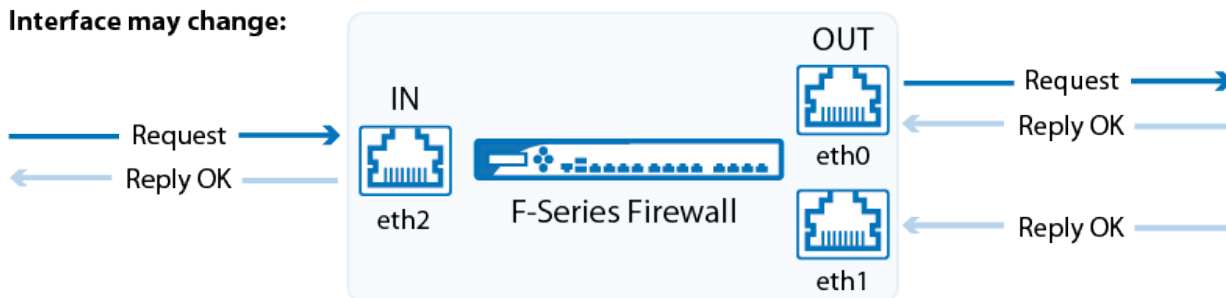 Interface may change:
OUT
IN
Request
Request
Reply OK
Reply OK
eth0
eth2
F-Series Firewall
Reply OK
eth1